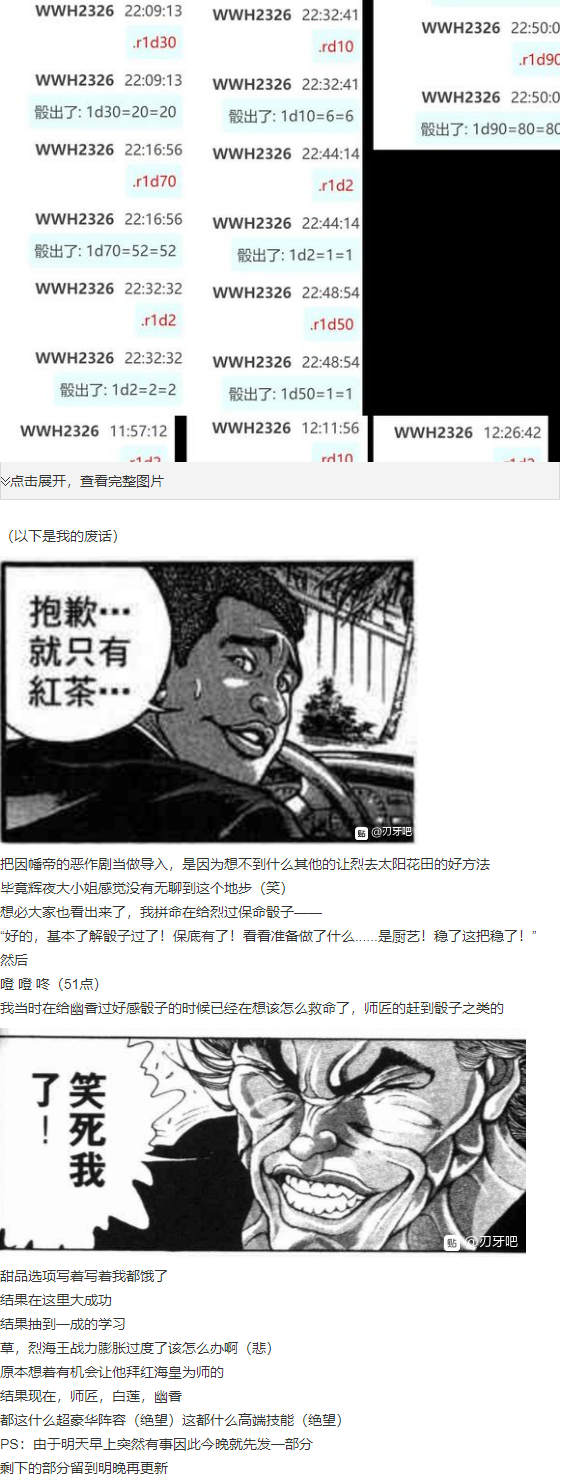 WWH2326 22:09:13
.r1d30
WWH2326 22:09:13
骰出了: 1d30=20=20
WWH2326 22:16:56
.r1d70
WWH2326 22:16:56
骰出了: 1d70=52=52
WWH2326 22:32:32
.r1d2
WWH2326 22:32:32
骰出了: 1d2=2=2
WWH2326 22:32:41
.rd10
WWH2326 22:32:41
骰出了: 1d10=6=6
WWH2326 22:44:14
.r1d2
WWH2326 22:44:14
骰出了: 1d2=1=1
WWH2326 22:48:54
.r1d50
WWH2326 22:48:54
骰出了: 1d50=1=1
WWH2326 22:50:0
.r1d90
WWH2326 22:50:0
骰出了: 1d90=80=80
WWH2326 11:57:12
WWH2326 12:11:56
rd10
WWH2326 12:26:42
点击展开，查看完整图片
（以下是我的废话）
抱歉…
就只有
紅茶…
贴 @刃牙吧
把因幡帝的恶作剧当做导入，是因为想不到什么其他的让烈去太阳花田的好方法
毕竟辉夜大小姐感觉没有无聊到这个地步（笑）
想必大家也看出来了，我拼命在给烈过保命骰子——
“好的，基本了解骰子过了！保底有了！看看准备做了什么......是厨艺！稳了这把稳了！”
然后
噔 噔 咚（51点）
我当时在给幽香过好感骰子的时候已经在想该怎么救命了，师匠的赶到骰子之类的
笑死我
了！
贴 @刃牙吧
甜品选项写着写着我都饿了
结果在这里大成功
结果抽到一成的学习
草，烈海王战力膨胀过度了该怎么办啊（悲）
原本想着有机会让他拜红海皇为师的
结果现在，师匠，白莲，幽香
都这什么超豪华阵容（绝望）这都什么高端技能（绝望）
PS：由于明天早上突然有事因此今晚就先发一部分
剩下的部分留到明晚再更新